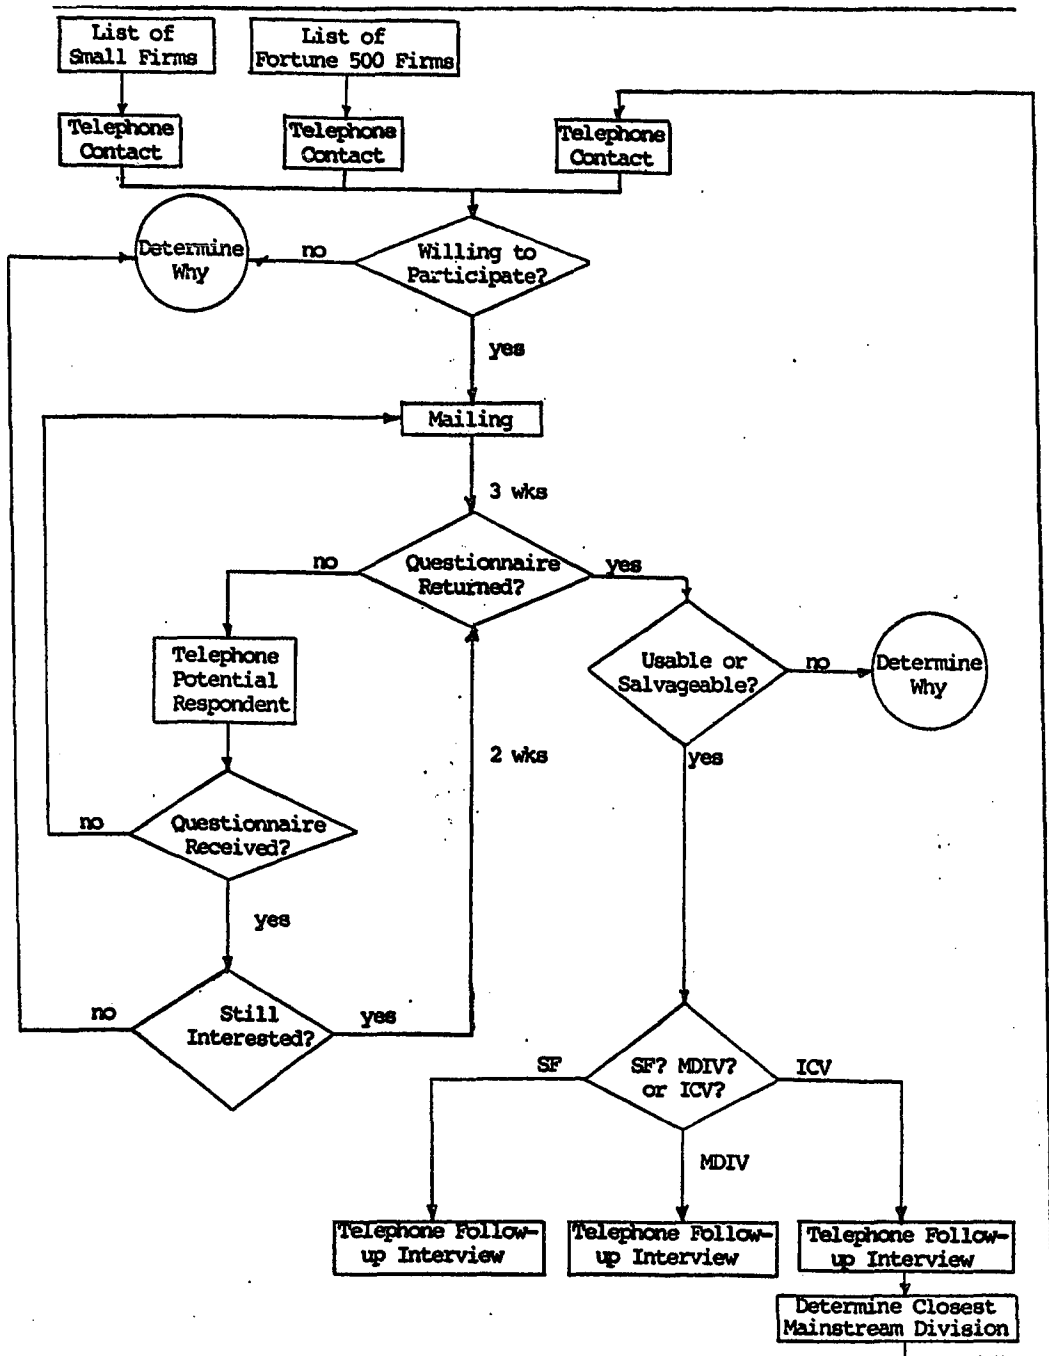 List of
Small Firms
List of
Fortune 500 Firms
Telephone
Contact
Telephone
Contact
Telephone
Contact
Determine
Why
no
Willing to
Participate?
yes
Mailing
3 wks
no
Questionnaire
Returned?
yes
Telephone
Potential
Respondent
Usable or
Salvageable?
no
Determine
Why
2 wks
yes
no
Questionnaire
Received?
yes
no
Still
Interested?
yes
SF
SF? MDIV?
or ICV?
ICV
MDIV
Telephone Follow-
up Interview
Telephone Follow-
up Interview
Telephone Follow-
up Interview
Determine Closest
Mainstream Division